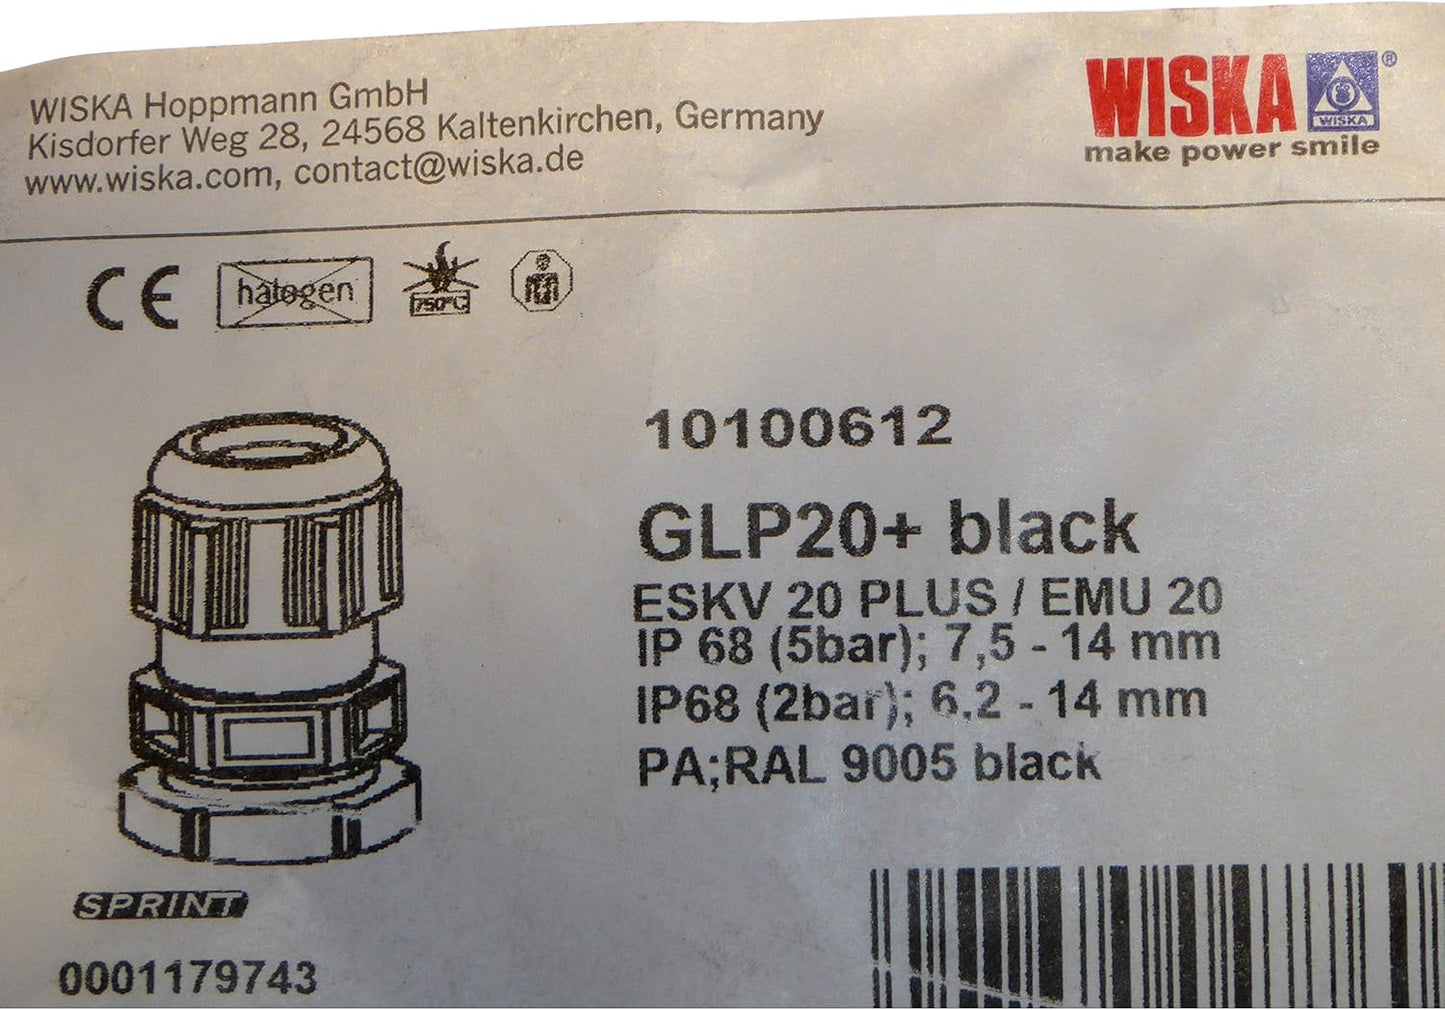 WISKA Hoppmann GmbH
Kisdorfer Weg 28, 24568 Kaltenkirchen, Germany
www.wiska.com, contact@wiska.de
WISKA
®
WISKA
make power smile
CE
halogen
750°C
10100612
GLP20+ black
ESKV 20 PLUS / EMU 20
IP 68 (5bar); 7,5 - 14 mm
IP68 (2bar); 6,2 - 14 mm
PA;RAL 9005 black
SPRINT
0001179743